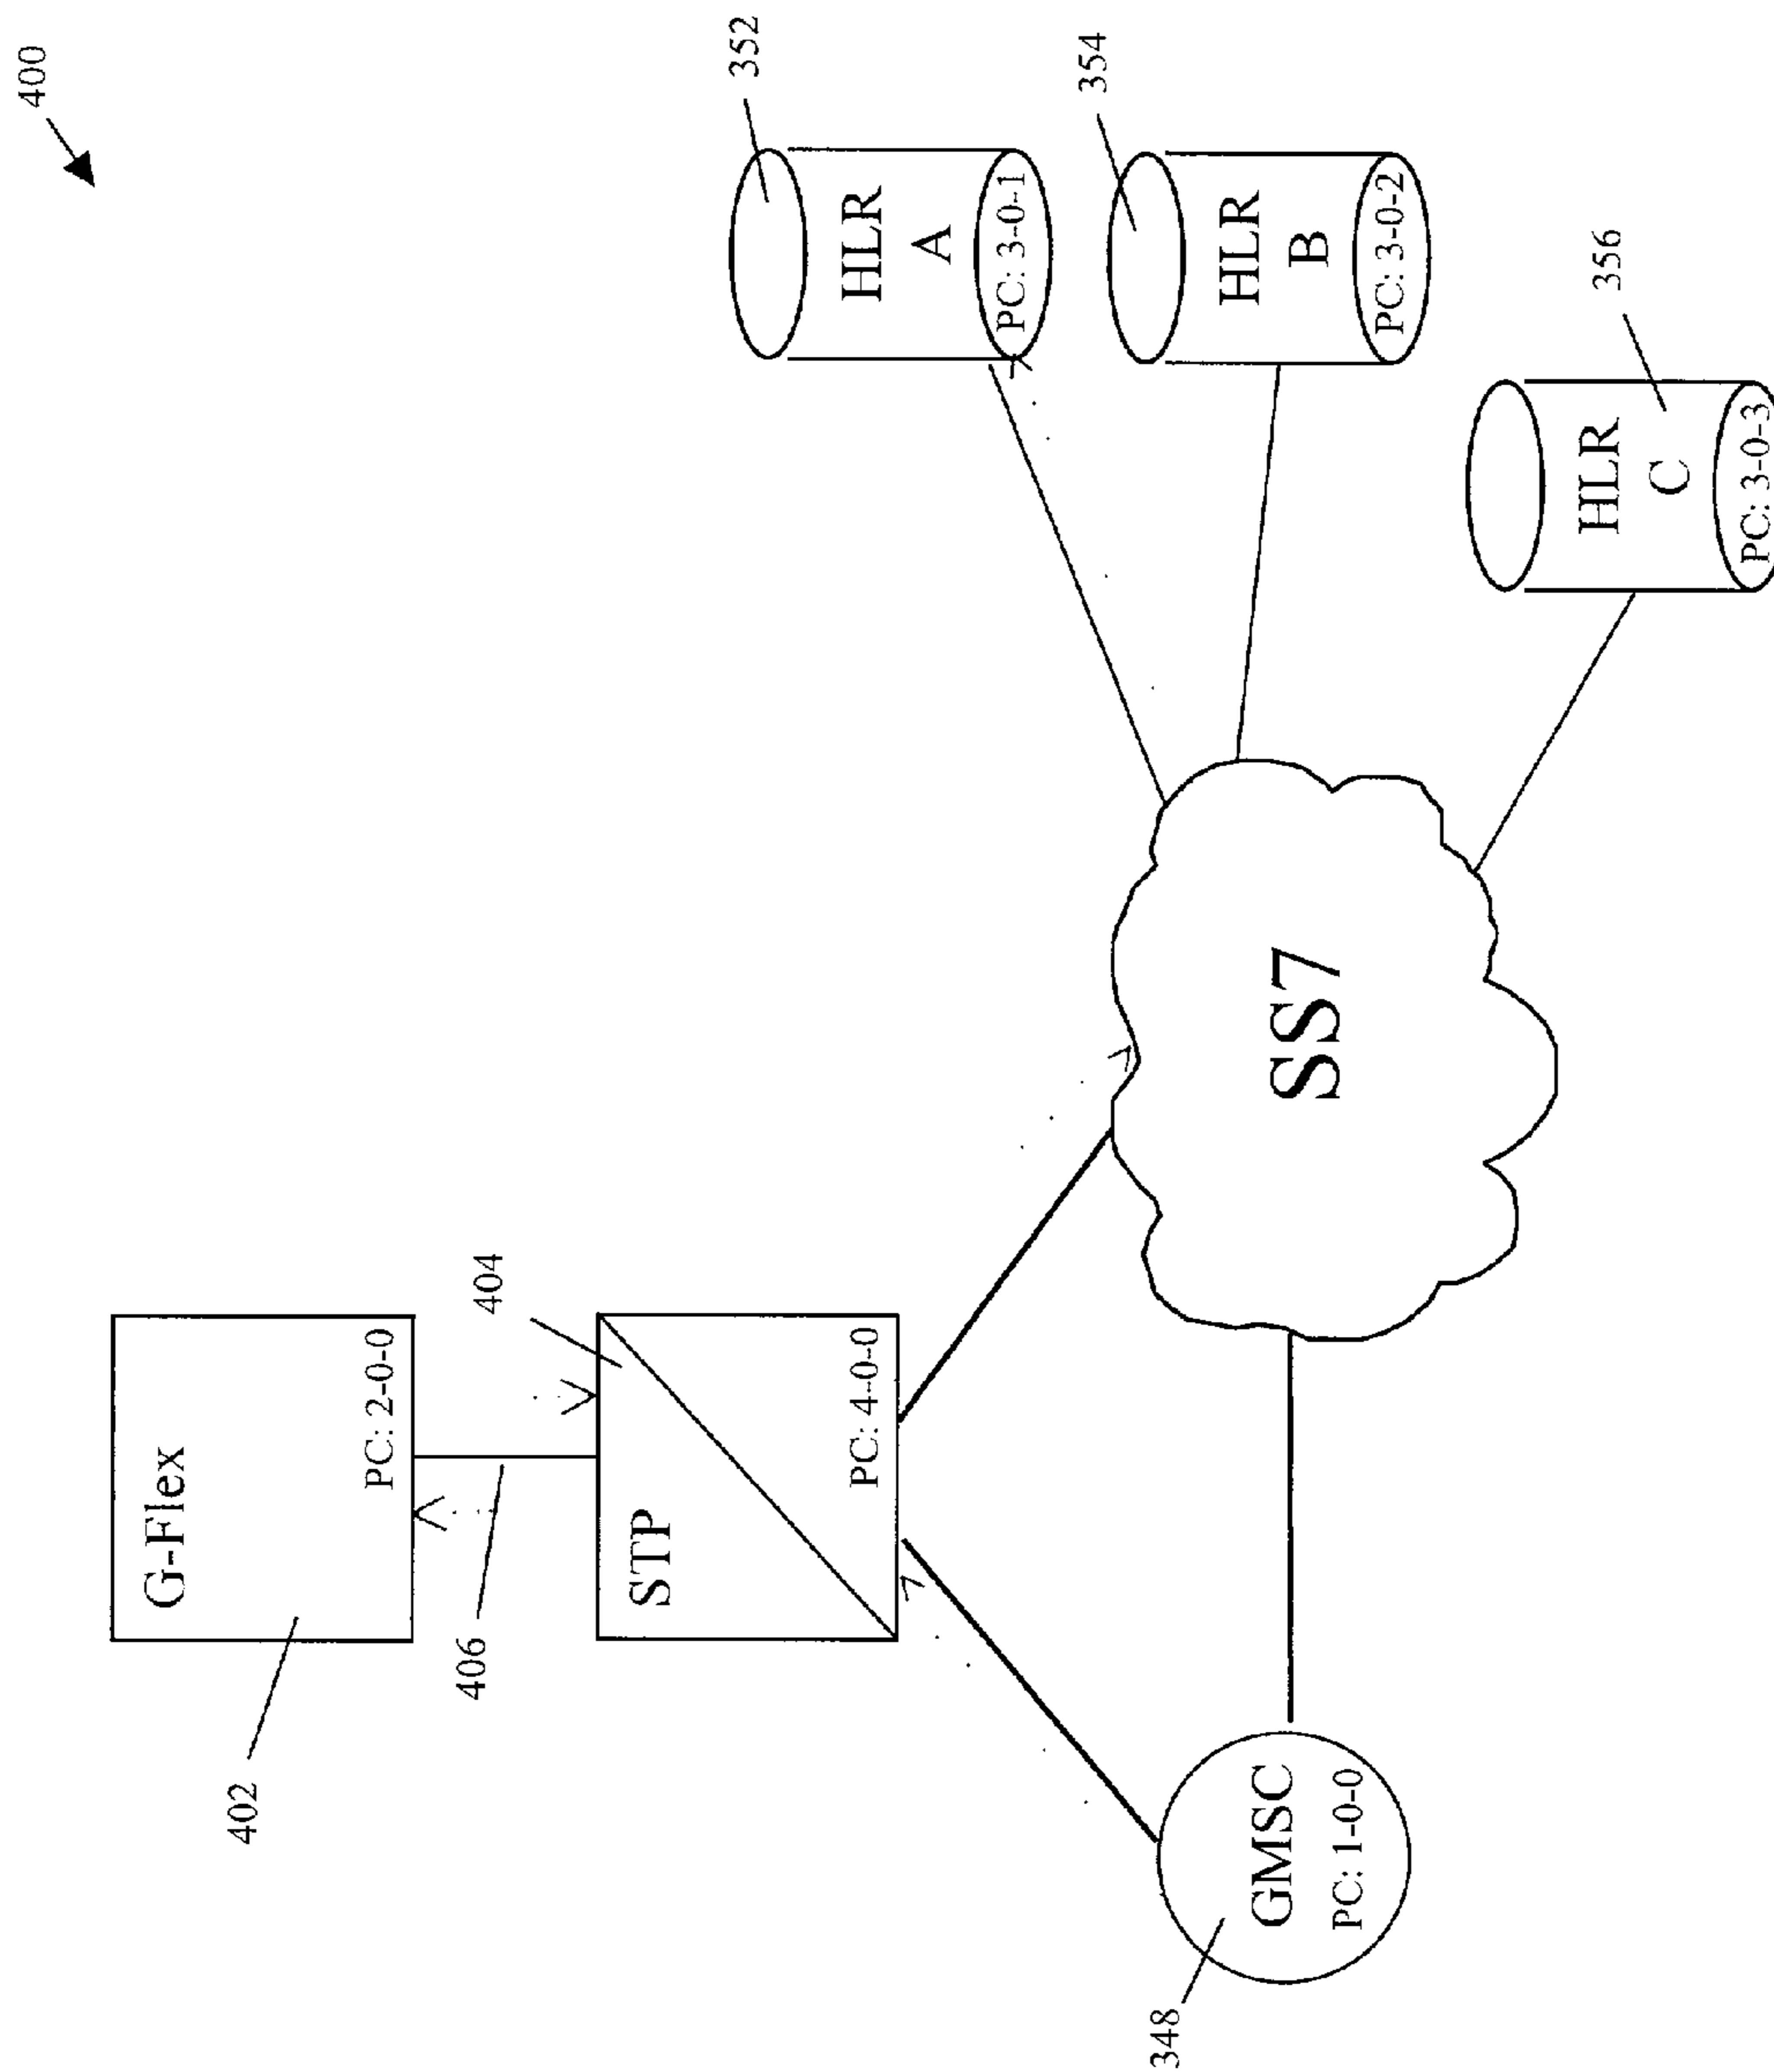 400
402
G-Flex
PC: 2-0-0
406
404
STP
PC: 4-0-0
352
HLR
A
PC: 3-0-1
354
HLR
B
PC: 3-0-2
356
HLR
C
PC: 3-0-3
SS7
348
GMSC
PC: 1-0-0